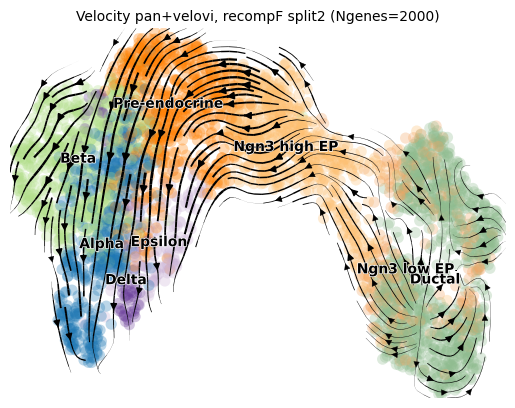 Velocity pan+velovi, recompF split2 (Ngenes=2000)
Pre-endocrine
Ngn3 high EP
Beta
Alpha
Epsilon
Ngn3 low EP
Delta
Ductal